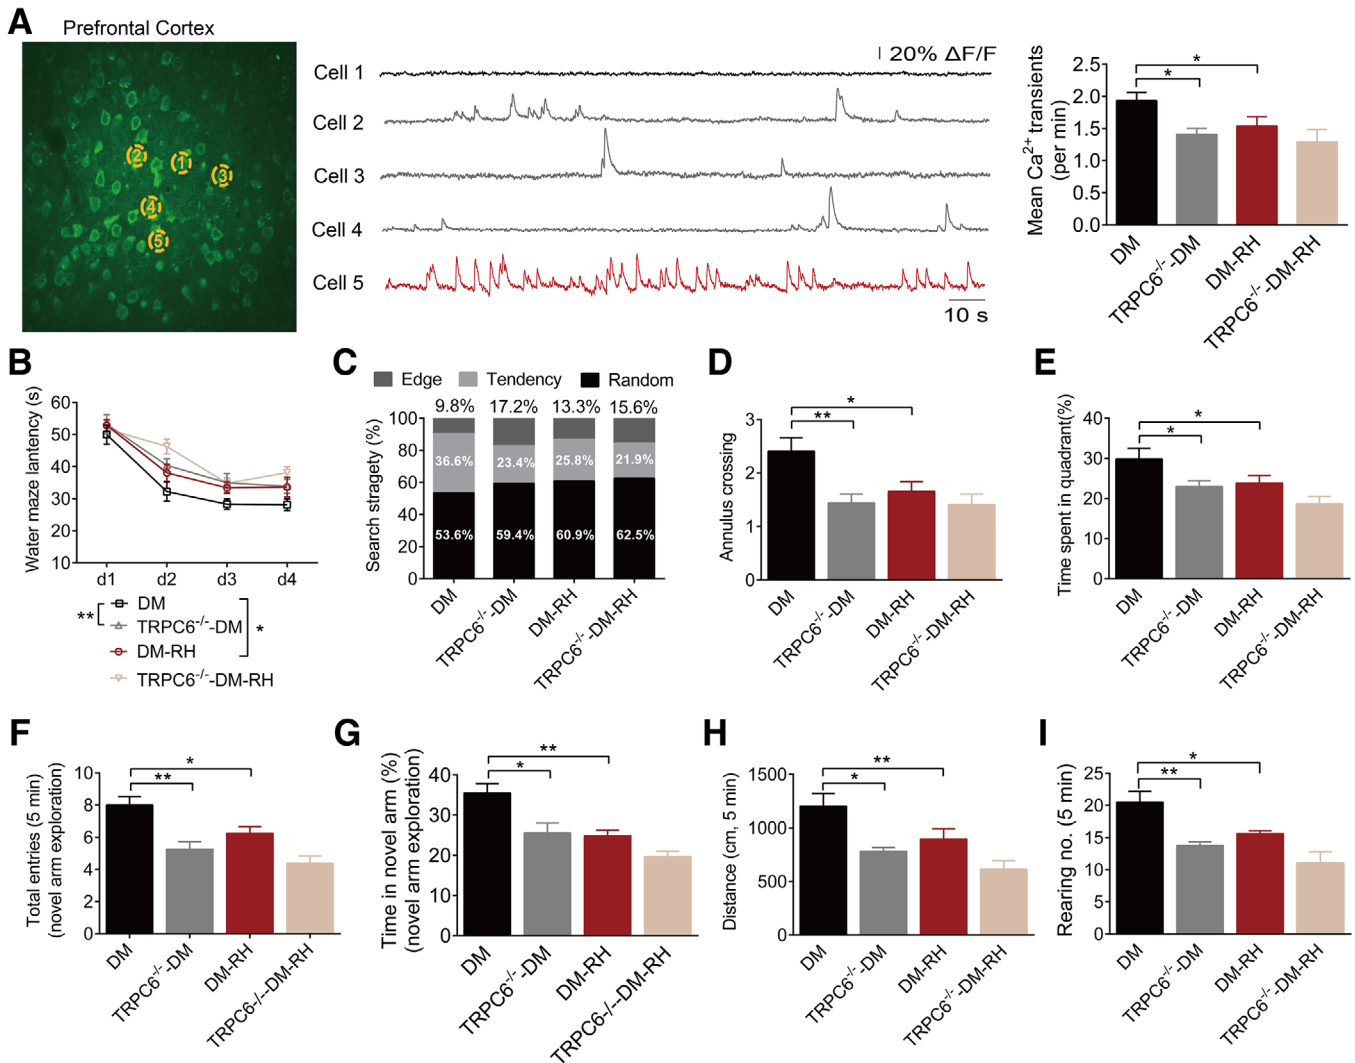 A
Prefrontal Cortex
2
1
3
4
5
Cell 1
Cell 2
Cell 3
Cell 4
Cell 5
20% ΔF/F
10 s
Mean Ca2+ transients
(per min)
2.5
2.0
1.5
1.0
0.5
0.0
*
*
DM
TRPC6-/--DM
DM-RH
TRPC6-/--DM-RH
B
Water maze lantency (s)
60
50
40
30
20
10
d1 d2 d3 d4
DM
TRPC6-/--DM
DM-RH
TRPC6-/--DM-RH
**
*
C
Edge Tendency Random
Search stragety (%)
100
80
60
40
20
0
9.8% 17.2% 13.3% 15.6%
36.6% 23.4% 25.8% 21.9%
53.6% 59.4% 60.9% 62.5%
DM
TRPC6-/--DM
DM-RH
TRPC6-/--DM-RH
D
Annulus crossing
3
2
1
0
*
**
DM
TRPC6-/--DM
DM-RH
TRPC6-/--DM-RH
E
Time spent in quadrant(%)
40
30
20
10
0
*
*
DM
TRPC6-/--DM
DM-RH
TRPC6-/--DM-RH
F
Total entries (5 min)
(novel arm exploration)
10
8
6
4
2
0
*
**
DM
TRPC6-/--DM
DM-RH
TRPC6-/--DM-RH
G
Time in novel arm (%)
(novel arm exploration)
40
30
20
10
0
**
*
DM
TRPC6-/--DM
DM-RH
TRPC6-/--DM-RH
H
Distance (cm, 5 min)
1500
1000
500
0
**
*
DM
TRPC6-/--DM
DM-RH
TRPC6-/--DM-RH
I
Rearing no. (5 min)
25
20
15
10
5
0
*
**
DM
TRPC6-/--DM
DM-RH
TRPC6-/--DM-RH